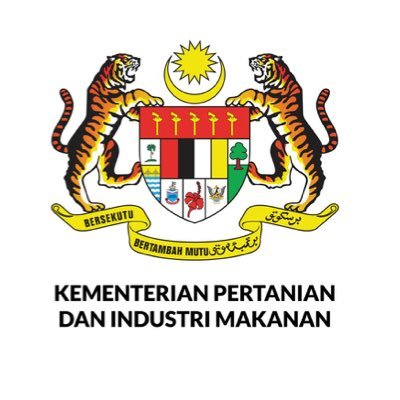 BERSEKUTU
BERTAMBAH MUTU
برتمبه موتو
برسکوتو
KEMENTERIAN PERTANIAN
DAN INDUSTRI MAKANAN